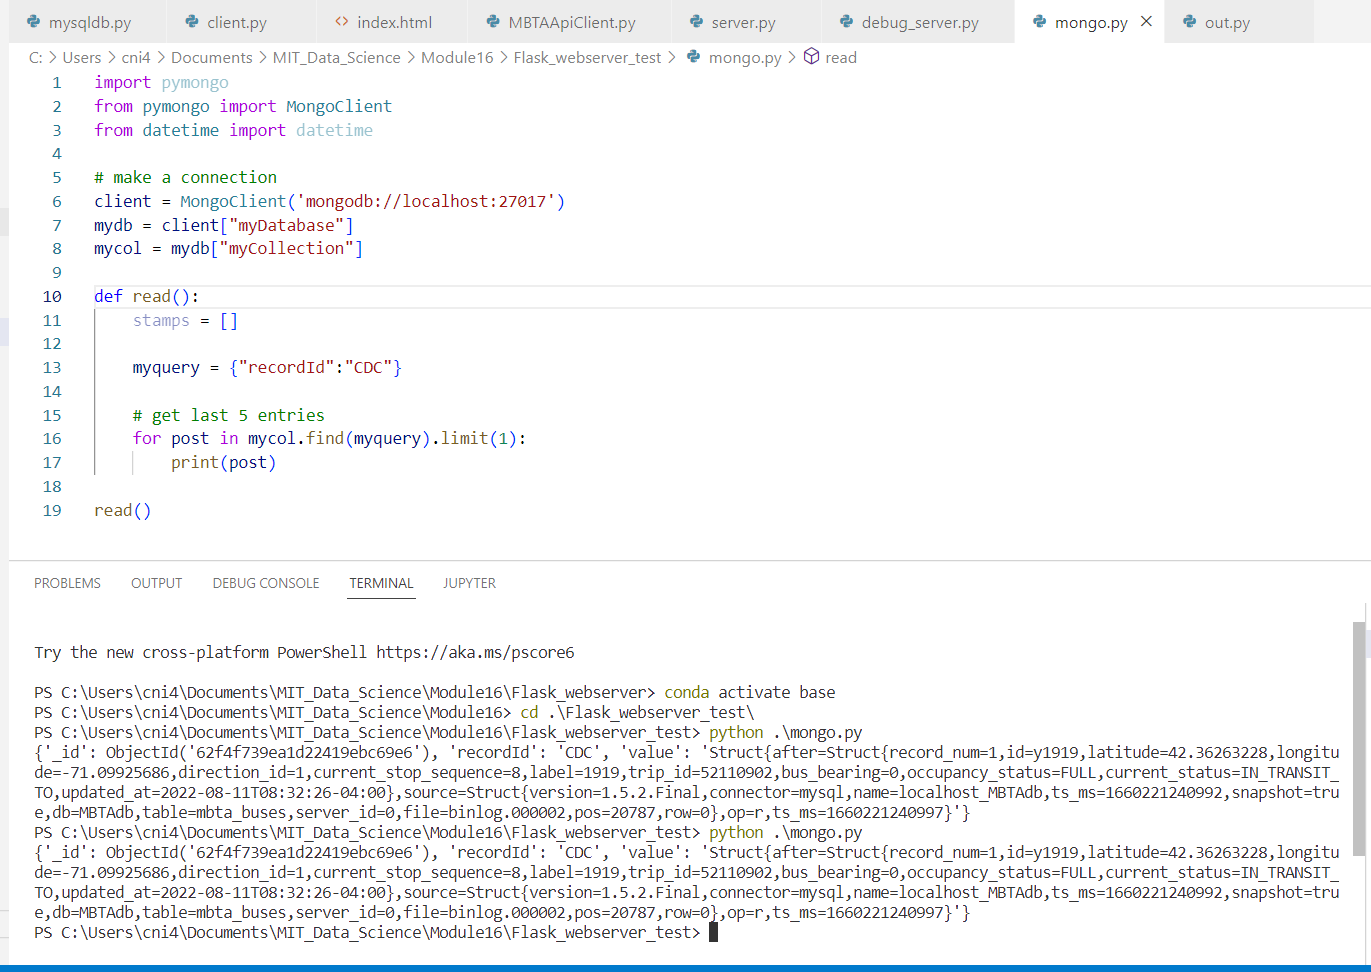 mysqldb.py client.py index.html MBTAApiClient.py server.py debug_server.py mongo.py out.py
C: > Users > cni4 > Documents > MIT_Data_Science > Module16 > Flask_webserver_test > mongo.py > read
1 import pymongo
2 from pymongo import MongoClient
3 from datetime import datetime
4
5 # make a connection
6 client = MongoClient('mongodb://localhost:27017')
7 mydb = client["myDatabase"]
8 mycol = mydb["myCollection"]
9
10 def read():
11     stamps = []
12
13     myquery = {"recordId":"CDC"}
14
15     # get last 5 entries
16     for post in mycol.find(myquery).limit(1):
17         print(post)
18
19 read()
PROBLEMS OUTPUT DEBUG CONSOLE TERMINAL JUPYTER
Try the new cross-platform PowerShell https://aka.ms/pscore6
PS C:\Users\cni4\Documents\MIT_Data_Science\Module16\Flask_webserver> conda activate base
PS C:\Users\cni4\Documents\MIT_Data_Science\Module16> cd .\Flask_webserver_test\
PS C:\Users\cni4\Documents\MIT_Data_Science\Module16\Flask_webserver_test> python .\mongo.py
{'_id': ObjectId('62f4f739ea1d22419ebc69e6'), 'recordId': 'CDC', 'value': 'Struct{after=Struct{record_num=1,id=y1919,latitude=42.36263228,longitu
de=-71.09925686,direction_id=1,current_stop_sequence=8,label=1919,trip_id=52110902,bus_bearing=0,occupancy_status=FULL,current_status=IN_TRANSIT_
TO,updated_at=2022-08-11T08:32:26-04:00},source=Struct{version=1.5.2.Final,connector=mysql,name=localhost_MBTAdb,ts_ms=1660221240992,snapshot=tru
e,db=MBTAdb,table=mbta_buses,server_id=0,file=binlog.000002,pos=20787,row=0},op=r,ts_ms=1660221240997}'}
PS C:\Users\cni4\Documents\MIT_Data_Science\Module16\Flask_webserver_test> python .\mongo.py
{'_id': ObjectId('62f4f739ea1d22419ebc69e6'), 'recordId': 'CDC', 'value': 'Struct{after=Struct{record_num=1,id=y1919,latitude=42.36263228,longitu
de=-71.09925686,direction_id=1,current_stop_sequence=8,label=1919,trip_id=52110902,bus_bearing=0,occupancy_status=FULL,current_status=IN_TRANSIT_
TO,updated_at=2022-08-11T08:32:26-04:00},source=Struct{version=1.5.2.Final,connector=mysql,name=localhost_MBTAdb,ts_ms=1660221240992,snapshot=tru
e,db=MBTAdb,table=mbta_buses,server_id=0,file=binlog.000002,pos=20787,row=0},op=r,ts_ms=1660221240997}'}
PS C:\Users\cni4\Documents\MIT_Data_Science\Module16\Flask_webserver_test>